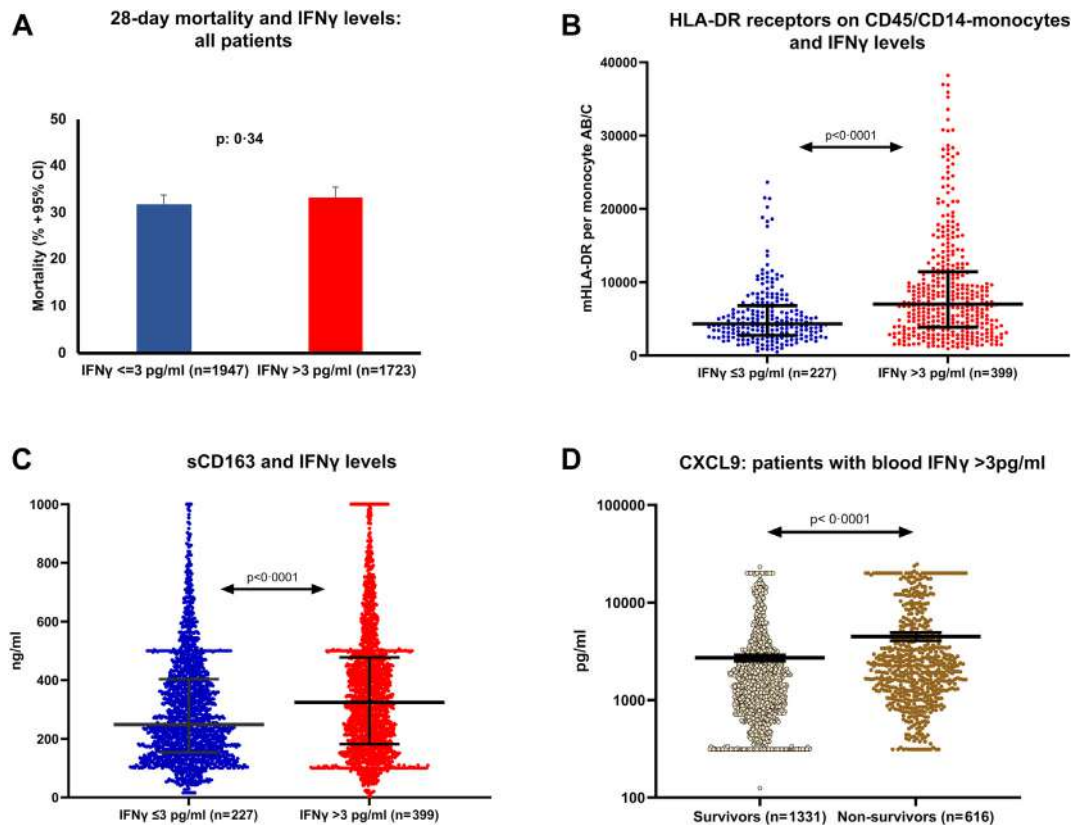 A
28-day mortality and IFNγ levels:
all patients
Mortality (% + 95% CI)
50
40
30
20
10
0
p: 0·34
IFNγ <=3 pg/ml (n=1947)
IFNγ >3 pg/ml (n=1723)
B
HLA-DR receptors on CD45/CD14-monocytes
and IFNγ levels
mHLA-DR per monocyte AB/C
40000
30000
20000
10000
0
p<0·0001
IFNγ ≤3 pg/ml (n=227)
IFNγ >3 pg/ml (n=399)
C
sCD163 and IFNγ levels
ng/ml
1000
800
600
400
200
0
p<0·0001
IFNγ ≤3 pg/ml (n=227)
IFNγ >3 pg/ml (n=399)
D
CXCL9: patients with blood IFNγ >3pg/ml
pg/ml
100000
10000
1000
100
p< 0·0001
Survivors (n=1331)
Non-survivors (n=616)